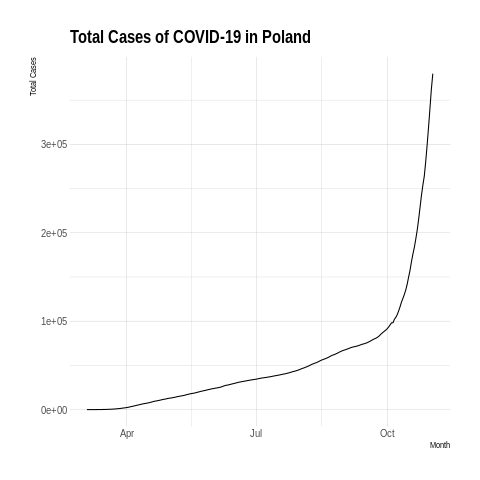 Total Cases of COVID-19 in Poland
Total Cases
3e+05
2e+05
1e+05
0e+00
Apr Jul Oct
Month